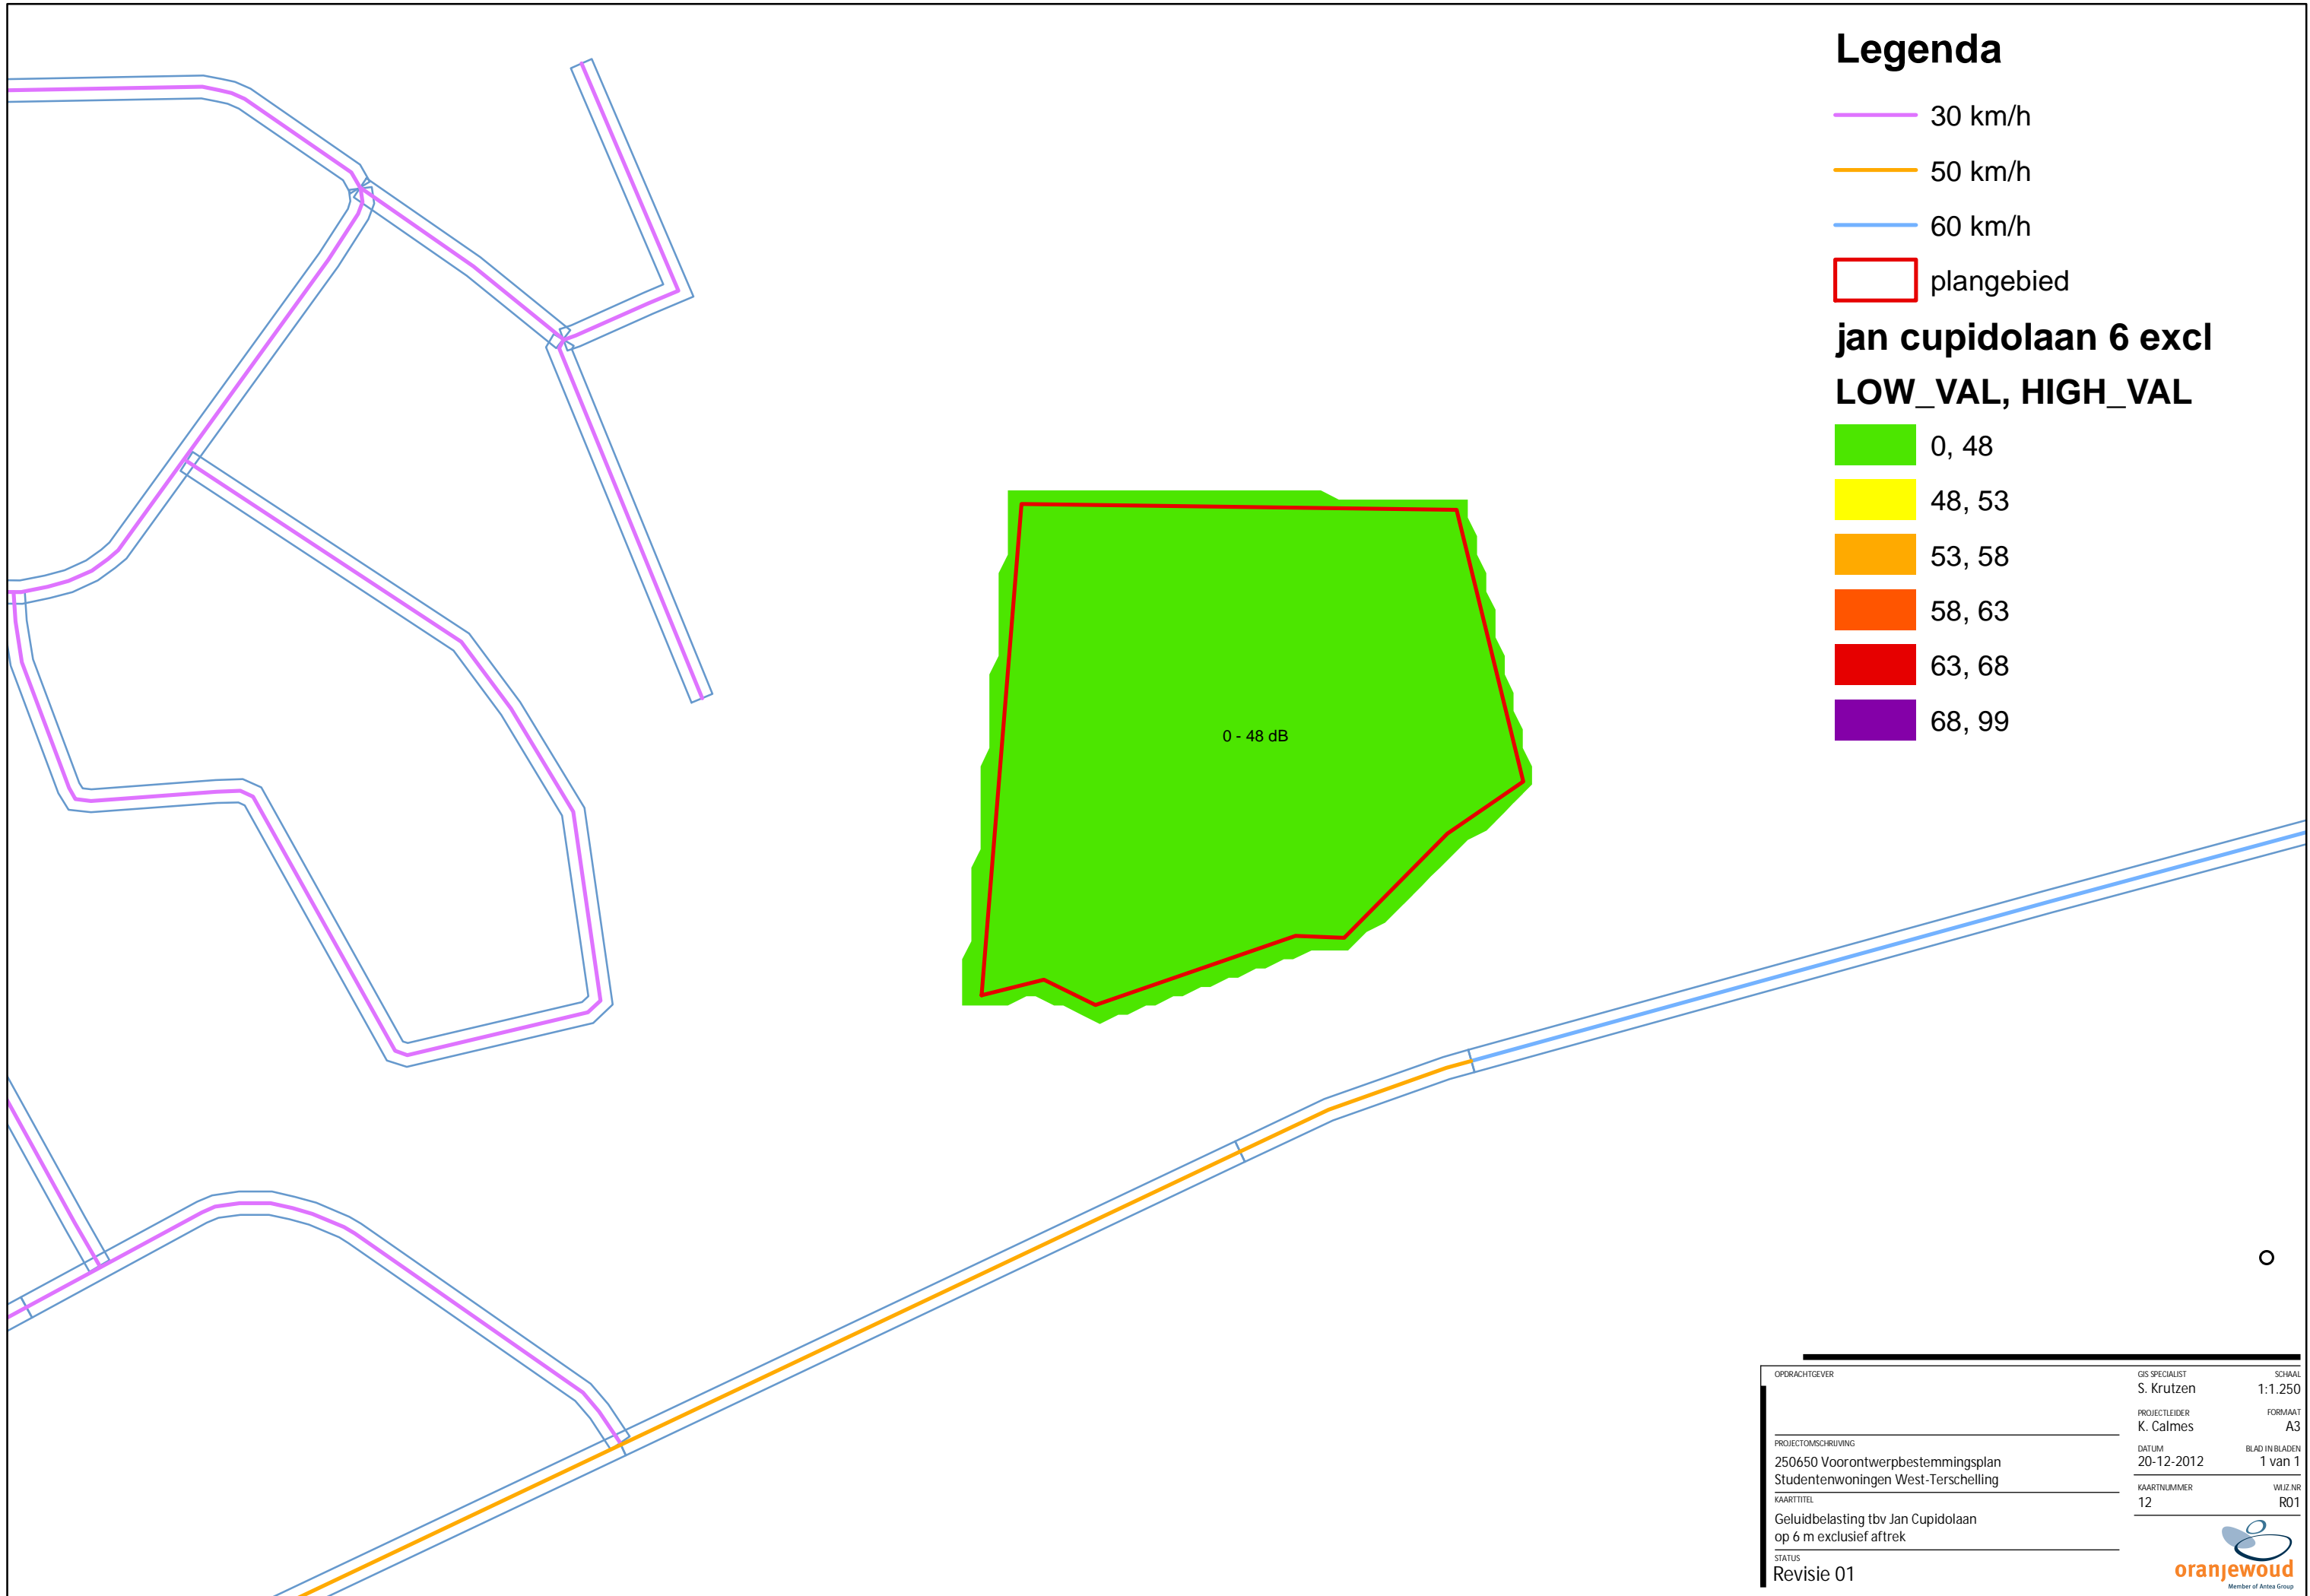 Legenda
30 km/h
50 km/h
60 km/h
plangebied
jan cupidolaan 6 excl
LOW_VAL, HIGH_VAL
0, 48
48, 53
53, 58
58, 63
63, 68
68, 99
0 - 48 dB
OPDRACHTGEVER
PROJECTOMSCHRIJVING
250650 Voorontwerpbestemmingsplan
Studentenwoningen West-Terschelling
KAARTTITEL
Geluidbelasting tbv Jan Cupidolaan
op 6 m exclusief aftrek
STATUS
Revisie 01
GIS SPECIALIST SCHAAL
S. Krutzen 1:1.250
PROJECTLEIDER FORMAAT
K. Calmes A3
DATUM BLAD IN BLADEN
20-12-2012 1 van 1
KAARTNUMMER WIJZ.NR
12 R01
oranjewoud
Member of Antea Group